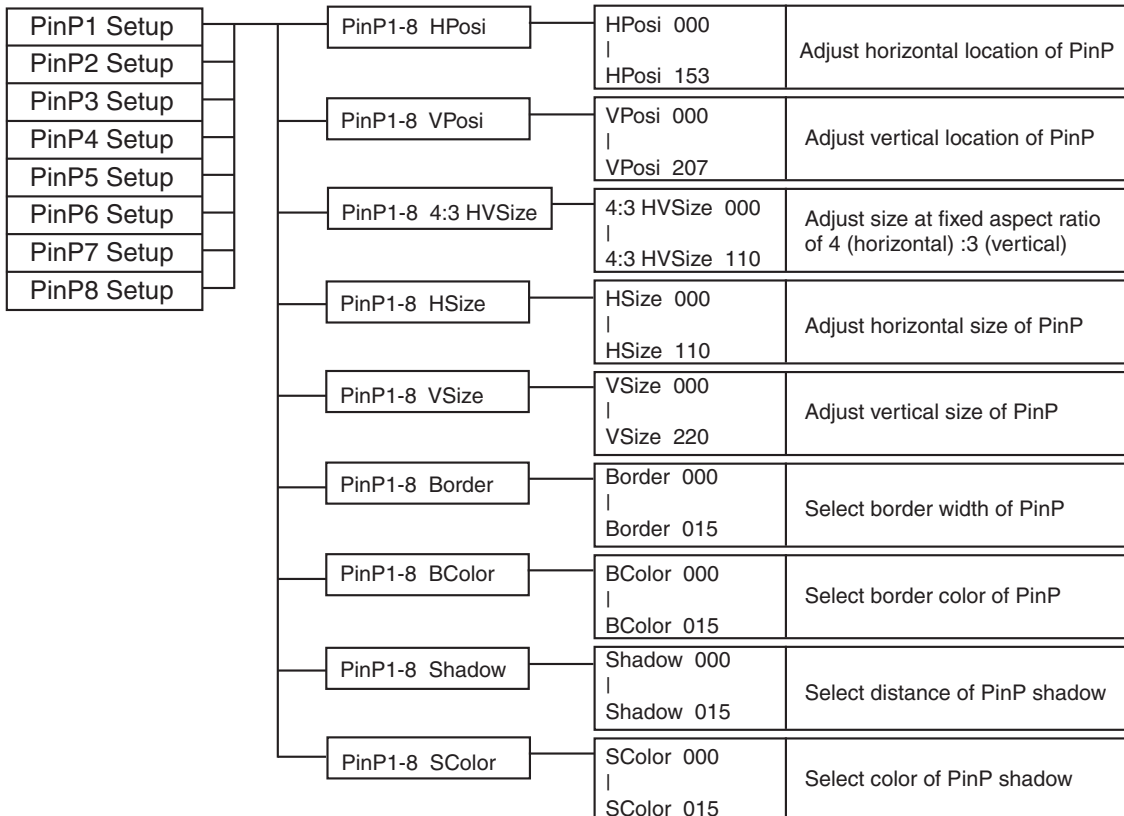 PinP1 Setup
PinP2 Setup
PinP3 Setup
PinP4 Setup
PinP5 Setup
PinP6 Setup
PinP7 Setup
PinP8 Setup
PinP1-8 HPosi
HPosi 000
|
HPosi 153
Adjust horizontal location of PinP
PinP1-8 VPosi
VPosi 000
|
VPosi 207
Adjust vertical location of PinP
PinP1-8 4:3 HVSize
4:3 HVSize 000
|
4:3 HVSize 110
Adjust size at fixed aspect ratio
of 4 (horizontal) :3 (vertical)
PinP1-8 HSize
HSize 000
|
HSize 110
Adjust horizontal size of PinP
PinP1-8 VSize
VSize 000
|
VSize 220
Adjust vertical size of PinP
PinP1-8 Border
Border 000
|
Border 015
Select border width of PinP
PinP1-8 BColor
BColor 000
|
BColor 015
Select border color of PinP
PinP1-8 Shadow
Shadow 000
|
Shadow 015
Select distance of PinP shadow
PinP1-8 SColor
SColor 000
|
SColor 015
Select color of PinP shadow